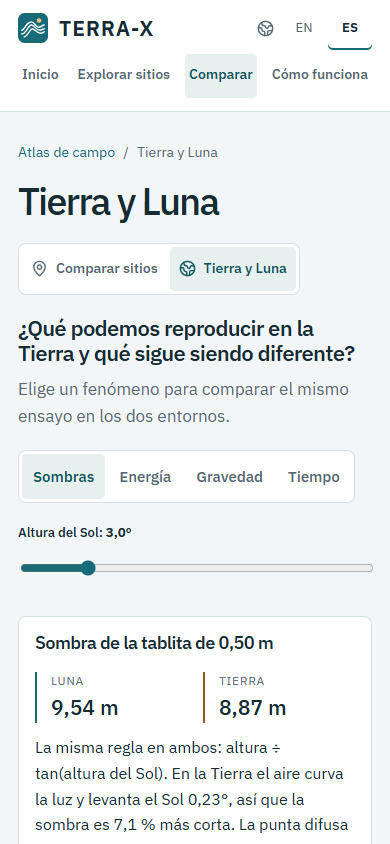 TERRA-X
EN
ES
Inicio
Explorar sitios
Comparar
Cómo funciona
Atlas de campo / Tierra y Luna
Tierra y Luna
Comparar sitios
Tierra y Luna
¿Qué podemos reproducir en la
Tierra y qué sigue siendo diferente?
Elige un fenómeno para comparar el mismo
ensayo en los dos entornos.
Sombras
Energía
Gravedad
Tiempo
Altura del Sol: 3,0°
Sombra de la tablita de 0,50 m
LUNA
9,54 m
TIERRA
8,87 m
La misma regla en ambos: altura ÷
tan(altura del Sol). En la Tierra el aire curva
la luz y levanta el Sol 0,23°, así que la
sombra es 7,1 % más corta. La punta difusa